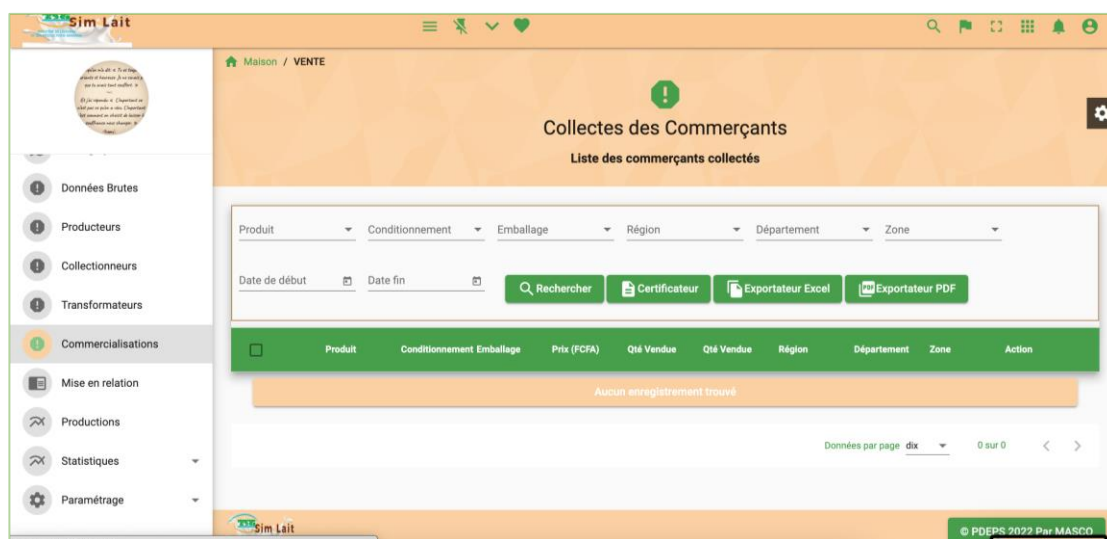 Sim Lait
Maison / VENTE
Collectes des Commerçants
Liste des commerçants collectés
Données Brutes
Producteurs
Collectionneurs
Transformateurs
Commercialisations
Mise en relation
Productions
Statistiques
Paramétrage
Produit Conditionnement Emballage Région Département Zone
Date de début Date fin Rechercher Certificateur Exportateur Excel PDF Exportateur PDF
Produit Conditionnement Emballage Prix (FCFA) Qté Vendue Qté Vendue Région Département Zone Action
Aucun enregistrement trouvé
Données par page dix 0 sur 0
Sim Lait
© PDEPS 2022 Par MASCO